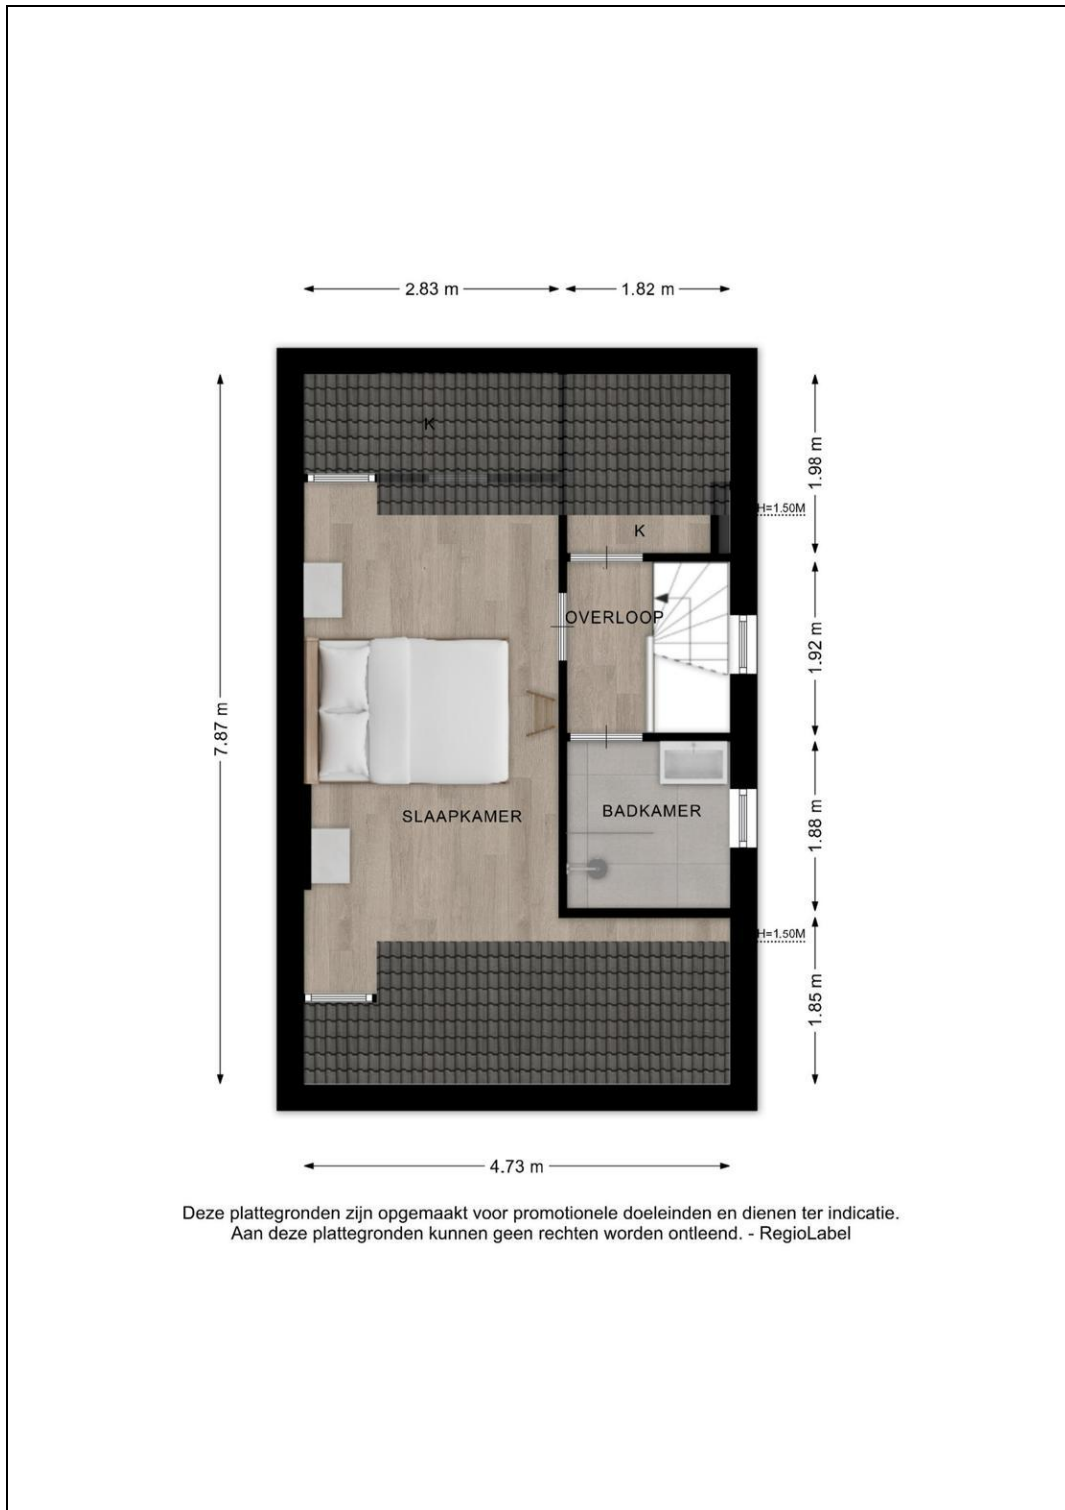 2.83 m
1.82 m
K
1.98 m
H=1.50M
K
OVERLOOP
1.92 m
7.87 m
SLAAPKAMER
BADKAMER
1.88 m
H=1.50M
1.85 m
4.73 m
Deze plattegronden zijn opgemaakt voor promotionele doeleinden en dienen ter indicatie.
Aan deze plattegronden kunnen geen rechten worden ontleend. - RegioLabel